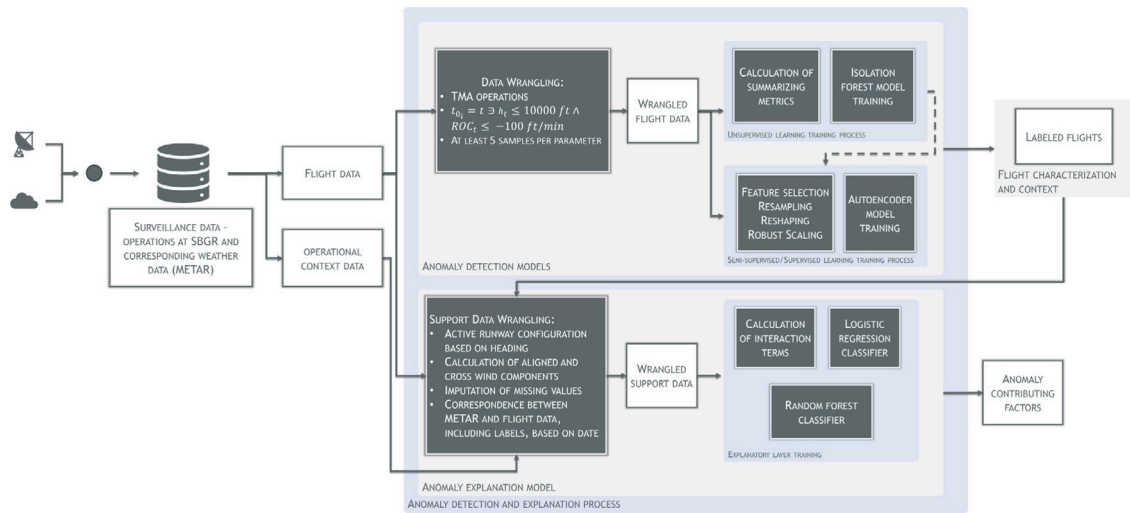 SURVEILLANCE DATA –
OPERATIONS AT SBGR AND
CORRESPONDING WEATHER
DATA (METAR)
FLIGHT DATA
OPERATIONAL
CONTEXT DATA
DATA WRANGLING:
• TMA OPERATIONS
• t₀ᵢ = t ∋ hₜ ≤ 10000 ft ∧
ROCₜ ≤ −100 ft/min
• AT LEAST 5 SAMPLES PER PARAMETER
WRANGLED
FLIGHT DATA
CALCULATION OF
SUMMARIZING
METRICS
ISOLATION
FOREST MODEL
TRAINING
UNSUPERVISED LEARNING TRAINING PROCESS
FEATURE SELECTION
RESAMPLING
RESHAPING
ROBUST SCALING
AUTOENCODER
MODEL
TRAINING
SEMI-SUPERVISED/SUPERVISED LEARNING TRAINING PROCESS
ANOMALY DETECTION MODELS
LABELED FLIGHTS
FLIGHT CHARACTERIZATION
AND CONTEXT
SUPPORT DATA WRANGLING:
• ACTIVE RUNWAY CONFIGURATION
BASED ON HEADING
• CALCULATION OF ALIGNED AND
CROSS WIND COMPONENTS
• IMPUTATION OF MISSING VALUES
• CORRESPONDENCE BETWEEN
METAR AND FLIGHT DATA,
INCLUDING LABELS, BASED ON DATE
WRANGLED
SUPPORT DATA
CALCULATION
OF INTERACTION
TERMS
LOGISTIC
REGRESSION
CLASSIFIER
RANDOM FOREST
CLASSIFIER
EXPLANATORY LAYER TRAINING
ANOMALY EXPLANATION MODEL
ANOMALY DETECTION AND EXPLANATION PROCESS
ANOMALY
CONTRIBUTING
FACTORS